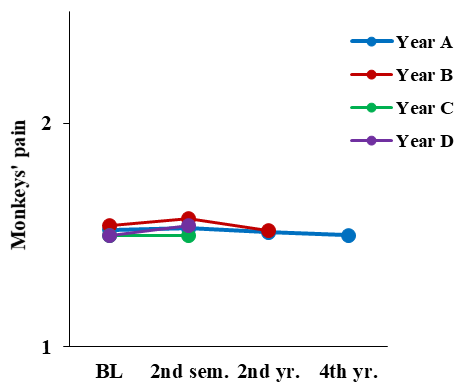 Year A
Year B
Year C
Year D
Monkeys' pain
2
1
BL 2nd sem. 2nd yr. 4th yr.